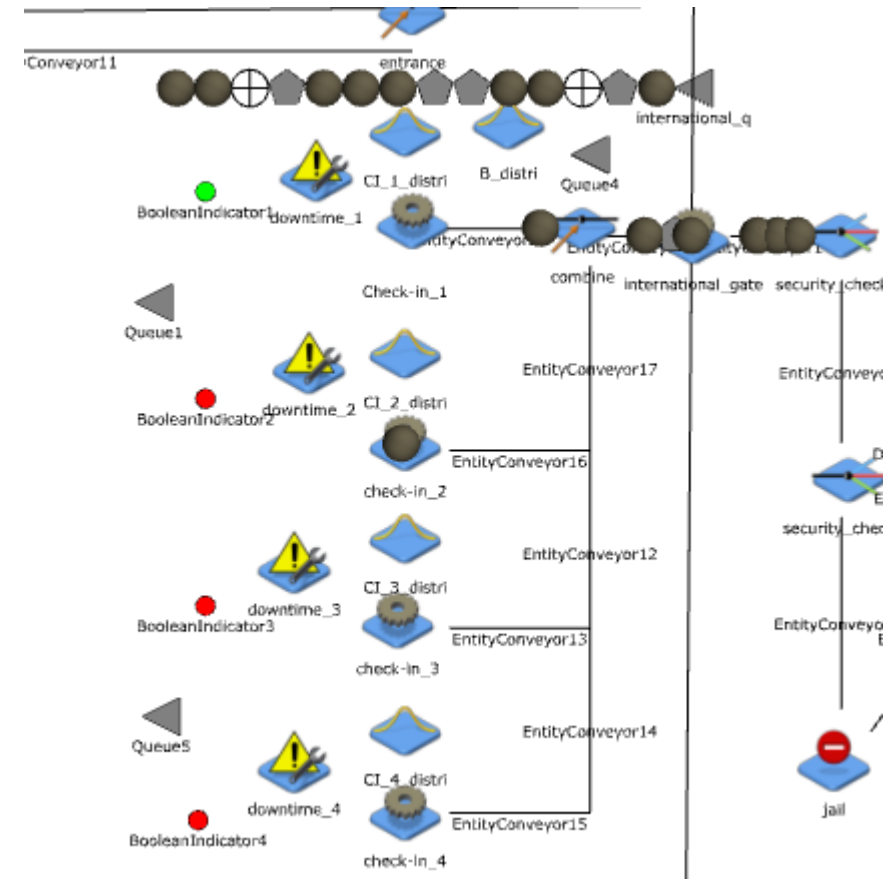 Conveyor11
entrance
international_q
CI_1_distri
B_distri
Queue4
BooleanIndicator1
downtime_1
combine
international_gate
security_check
Check-in_1
Queue1
EntityConveyor17
CI_2_distri
BooleanIndicator2
downtime_2
EntityConveyor16
check-in_2
EntityConveyor12
CI_3_distri
downtime_3
BooleanIndicator3
EntityConveyor13
check-in_3
EntityConveyor14
Queue5
CI_4_distri
downtime_4
jail
EntityConveyor15
BooleanIndicator4
check-in_4